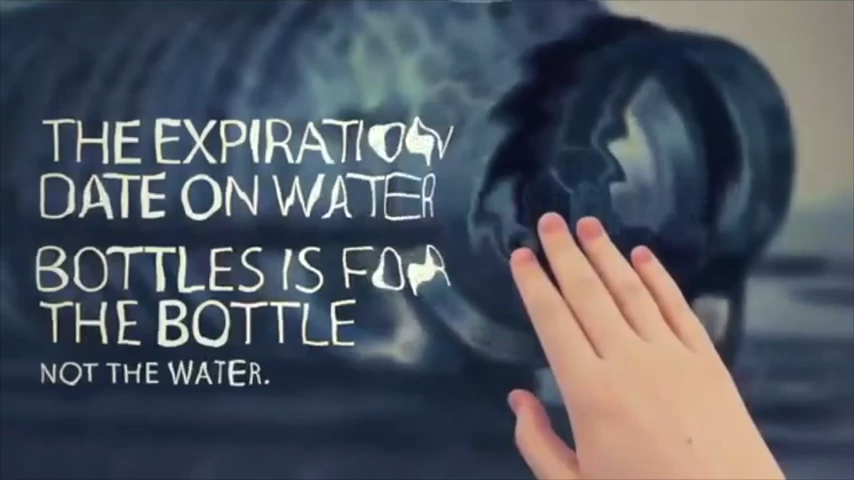 THE EXPIRATION
DATE ON WATER
BOTTLES IS FOR
THE BOTTLE
NOT THE WATER.